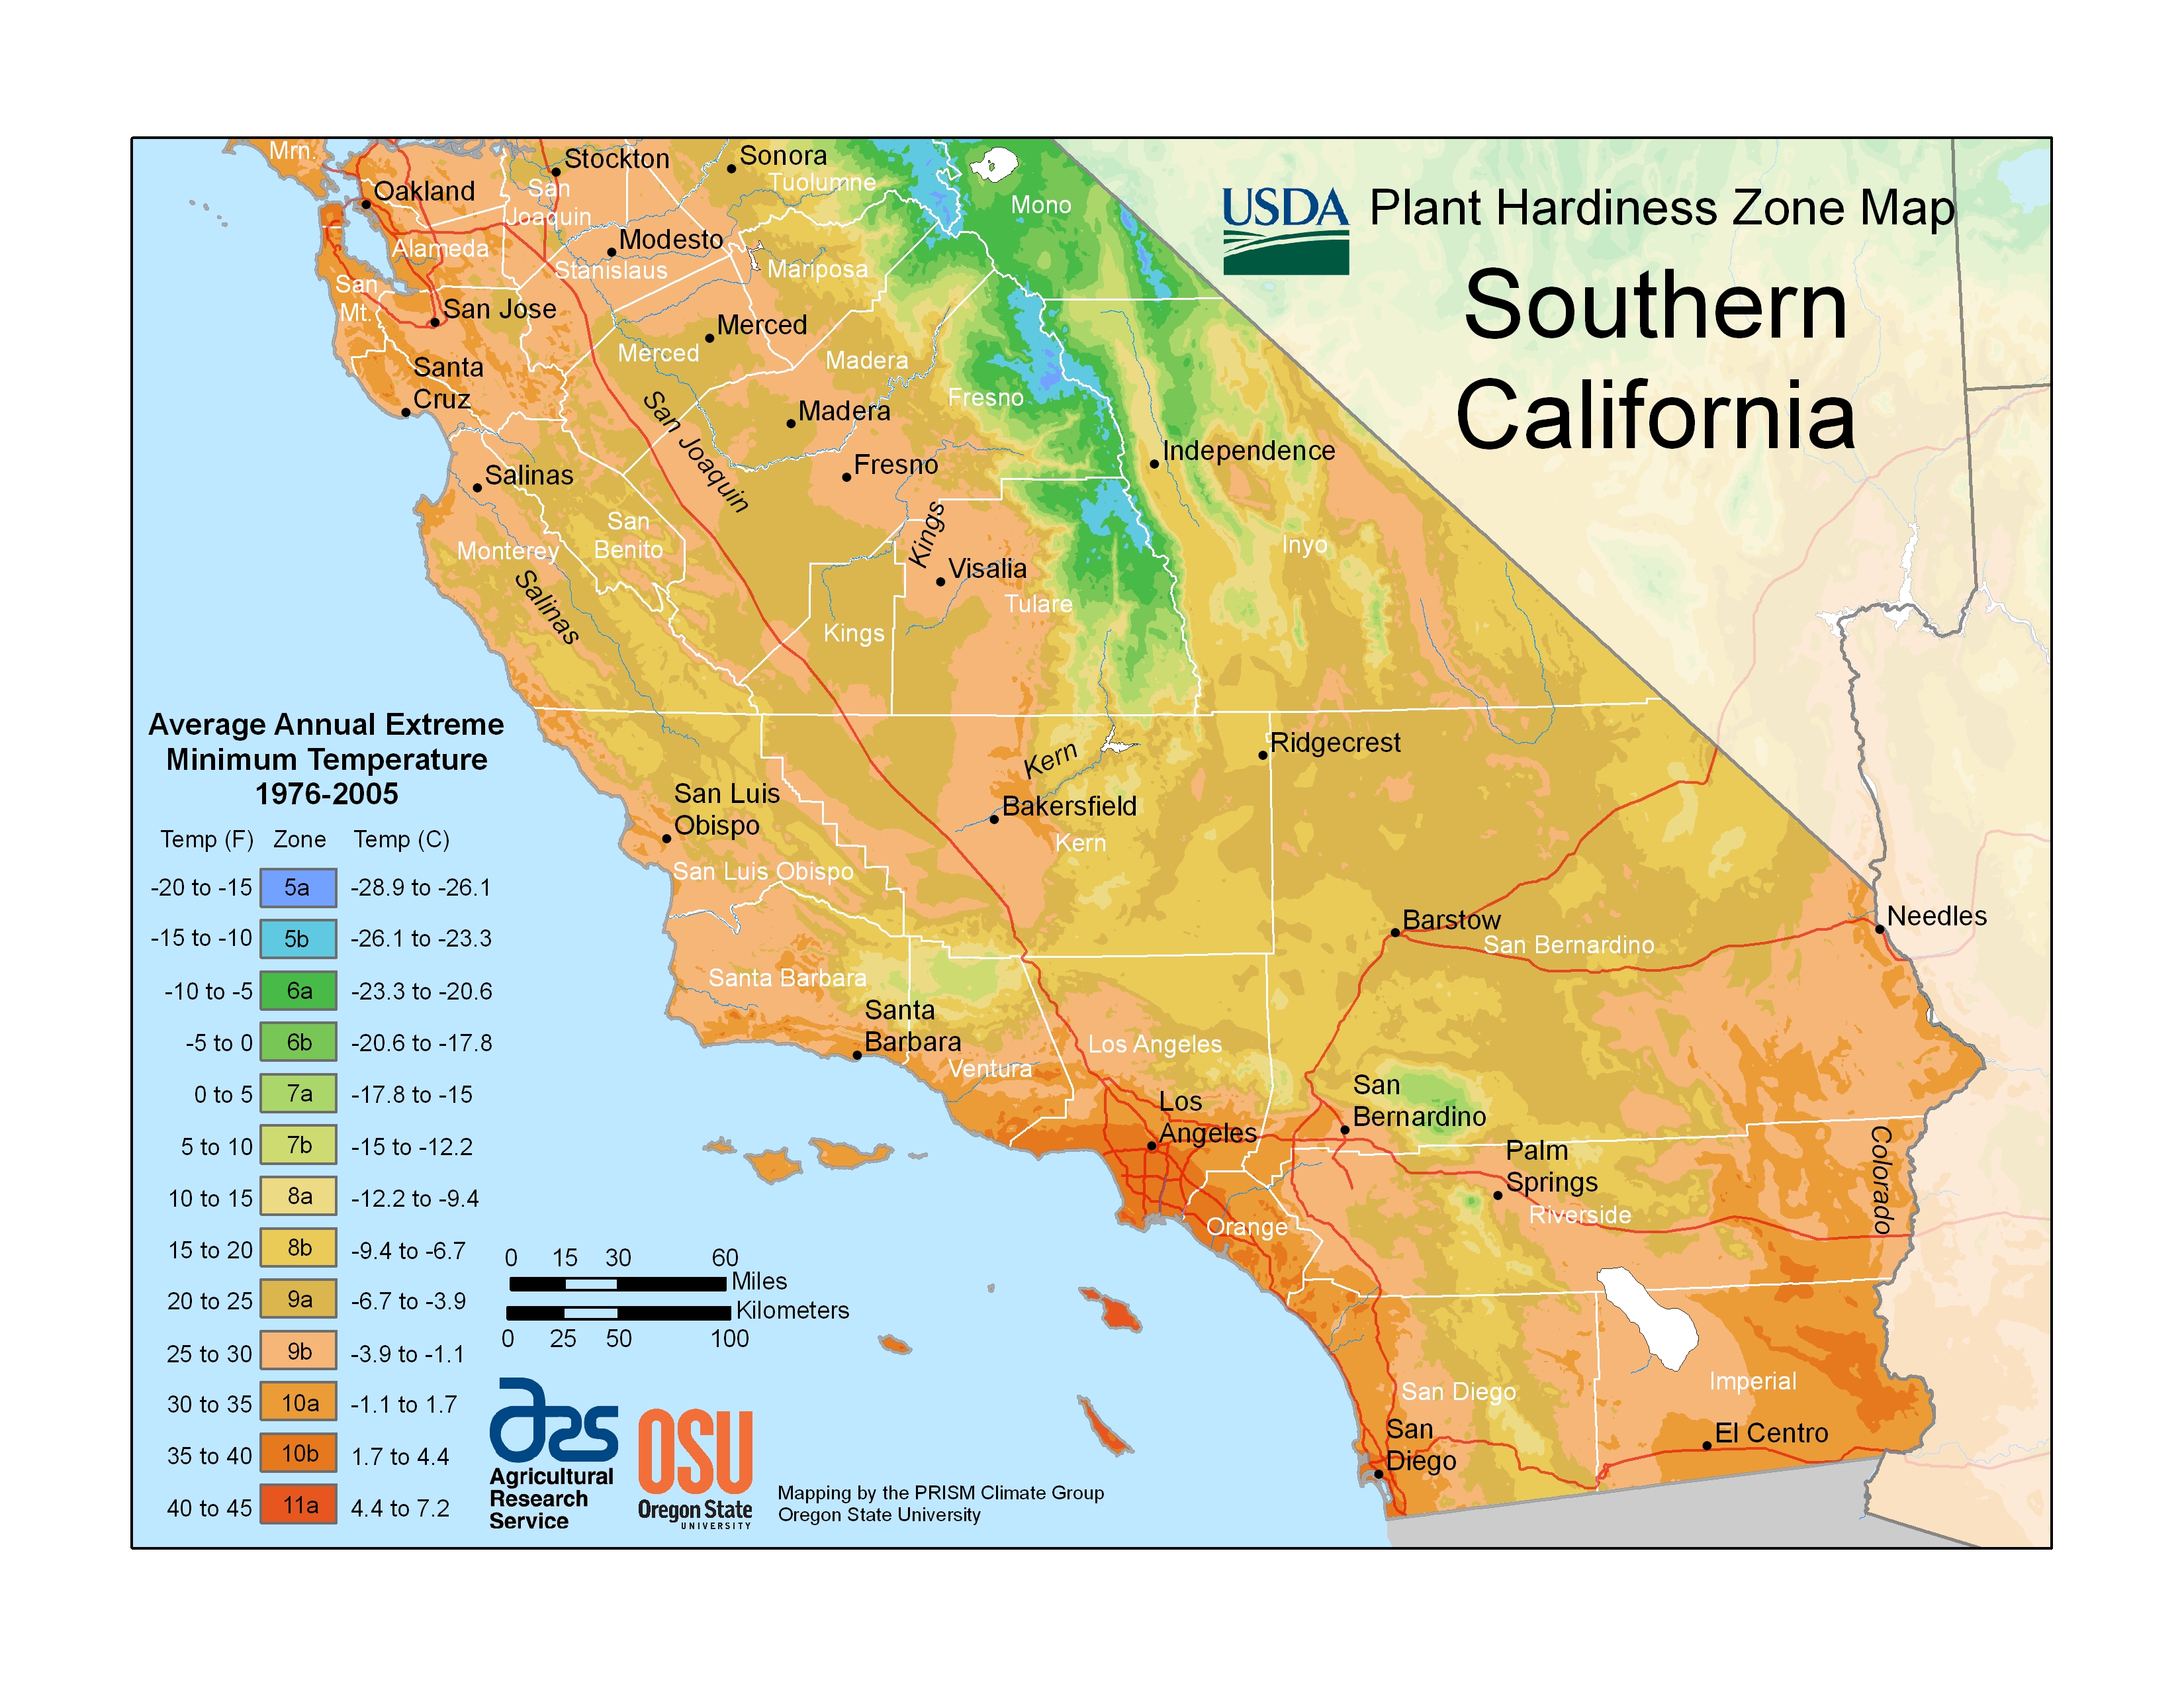 USDA Plant Hardiness Zone Map
Southern
California
Mrn.
Stockton
Sonora
Tuolumne
Oakland
San
Joaquin
Mono
Alameda
Modesto
Stanislaus
Mariposa
San
Mt.
San Jose
Merced
Merced
Madera
Santa
Cruz
San Joaquin
Madera
Fresno
Fresno
Independence
Salinas
San
Benito
Kings
Monterey
Inyo
Salinas
Visalia
Tulare
Kings
Ridgecrest
Kern
Bakersfield
Kern
San Luis
Obispo
San Luis Obispo
Barstow
San Bernardino
Needles
Santa Barbara
Santa
Barbara
Ventura
Los Angeles
Los
Angeles
San
Bernardino
Palm
Springs
Riverside
Colorado
Orange
San Diego
Imperial
San
Diego
El Centro
Average Annual Extreme
Minimum Temperature
1976-2005
Temp (F) Zone Temp (C)
-20 to -15 5a -28.9 to -26.1
-15 to -10 5b -26.1 to -23.3
-10 to -5 6a -23.3 to -20.6
-5 to 0 6b -20.6 to -17.8
0 to 5 7a -17.8 to -15
5 to 10 7b -15 to -12.2
10 to 15 8a -12.2 to -9.4
15 to 20 8b -9.4 to -6.7
20 to 25 9a -6.7 to -3.9
25 to 30 9b -3.9 to -1.1
30 to 35 10a -1.1 to 1.7
35 to 40 10b 1.7 to 4.4
40 to 45 11a 4.4 to 7.2
0 15 30 60
Miles
Kilometers
0 25 50 100
ars
Agricultural
Research
Service
OSU
Oregon State
UNIVERSITY
Mapping by the PRISM Climate Group
Oregon State University